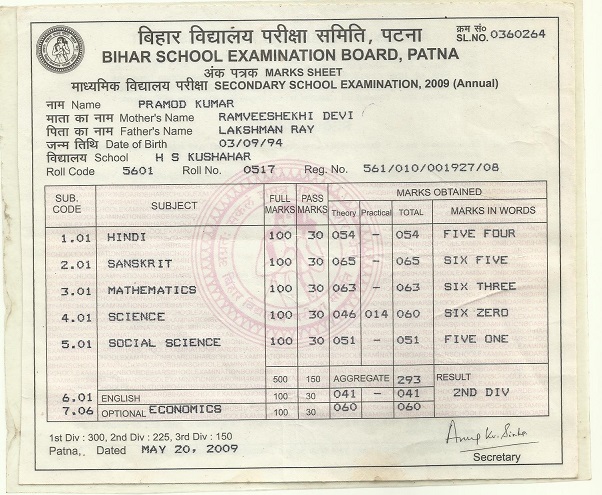 बिहार विद्यालय परीक्षा समिति, पटना
क्रम सं०
SL.NO. 0360264
BIHAR SCHOOL EXAMINATION BOARD, PATNA
अंक पत्रक MARKS SHEET
माध्यमिक विद्यालय परीक्षा SECONDARY SCHOOL EXAMINATION, 2009 (Annual)
नाम Name PRAMOD KUMAR
माता का नाम Mother's Name RAMVEESHEKHI DEVI
पिता का नाम Father's Name LAKSHMAN RAY
जन्म तिथि Date of Birth 03/09/94
विद्यालय School H S KUSHAHAR
Roll Code 5601 Roll No. 0517 Reg. No. 561/010/001927/08
SUB. CODE SUBJECT FULL MARKS PASS MARKS MARKS OBTAINED
Theory Practical TOTAL MARKS IN WORDS
1.01 HINDI 100 30 054 - 054 FIVE FOUR
2.01 SANSKRIT 100 30 065 - 065 SIX FIVE
3.01 MATHEMATICS 100 30 063 - 063 SIX THREE
4.01 SCIENCE 100 30 046 014 060 SIX ZERO
5.01 SOCIAL SCIENCE 100 30 051 - 051 FIVE ONE
500 150 AGGREGATE 293 RESULT
6.01 ENGLISH 100 30 041 - 041 2ND DIV
7.06 OPTIONAL ECONOMICS 100 30 060 060
1st Div : 300, 2nd Div : 225, 3rd Div : 150
Patna, Dated MAY 20, 2009
Anup Kr. Sinha
Secretary